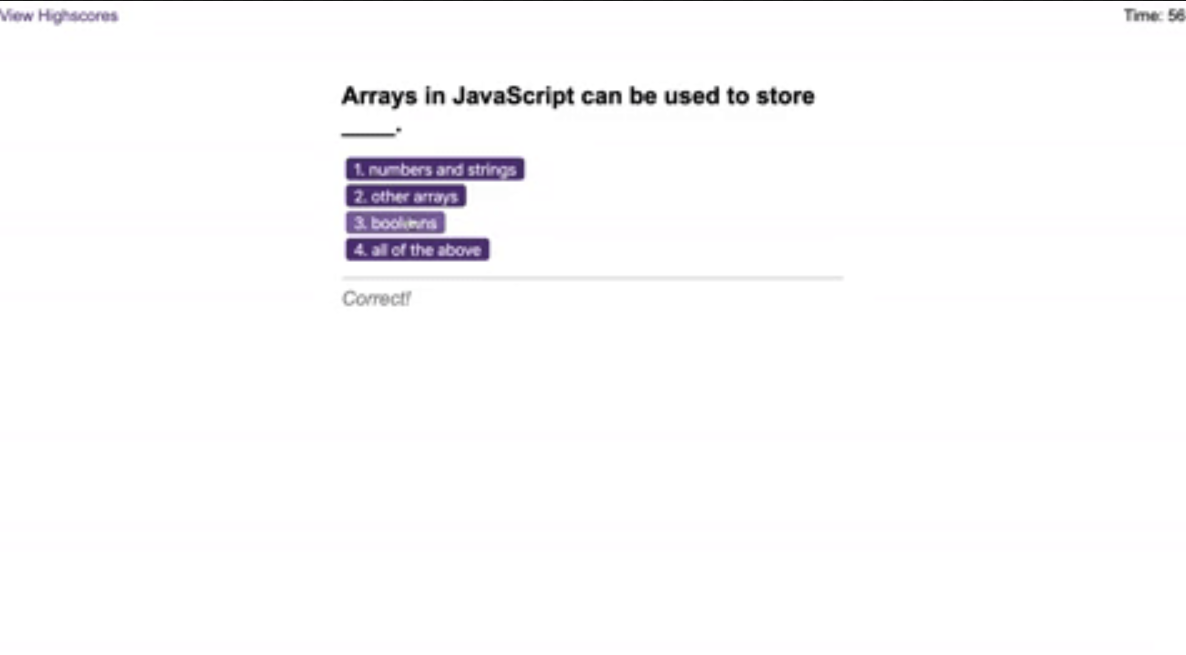 View Highscores
Time: 56
Arrays in JavaScript can be used to store
____.
1. numbers and strings
2. other arrays
3. booleans
4. all of the above
Correct!